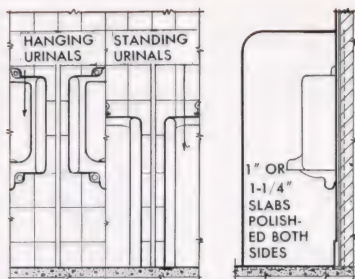 HANGING
URINALS
STANDING
URINALS
1" OR
1-1/4"
SLABS
POLISH-
ED BOTH
SIDES